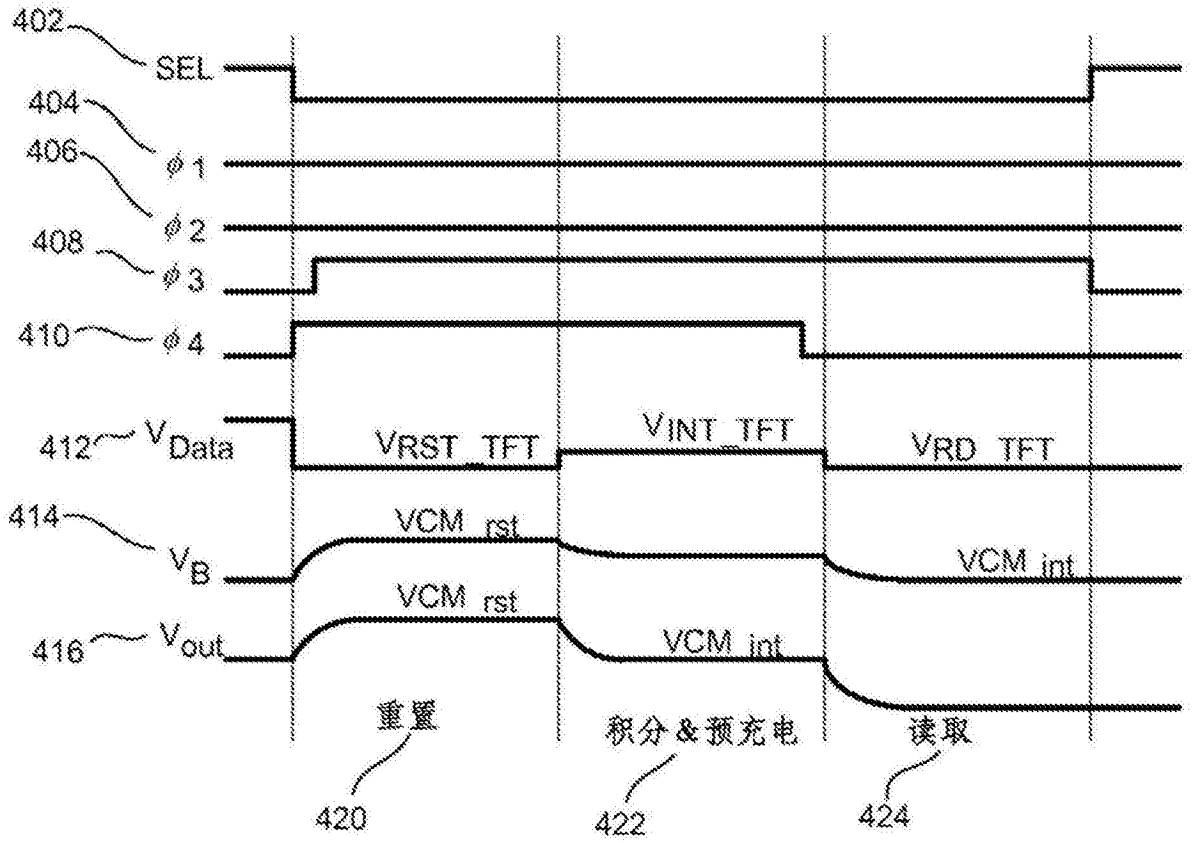 402
SEL
404
ϕ1
406
ϕ2
408
ϕ3
410
ϕ4
412
VData
VRST_TFT
VINT_TFT
VRD_TFT
414
VB
VCM_rst
VCM_int
416
Vout
VCM_rst
VCM_int
重置
积分&预充电
读取
420
422
424